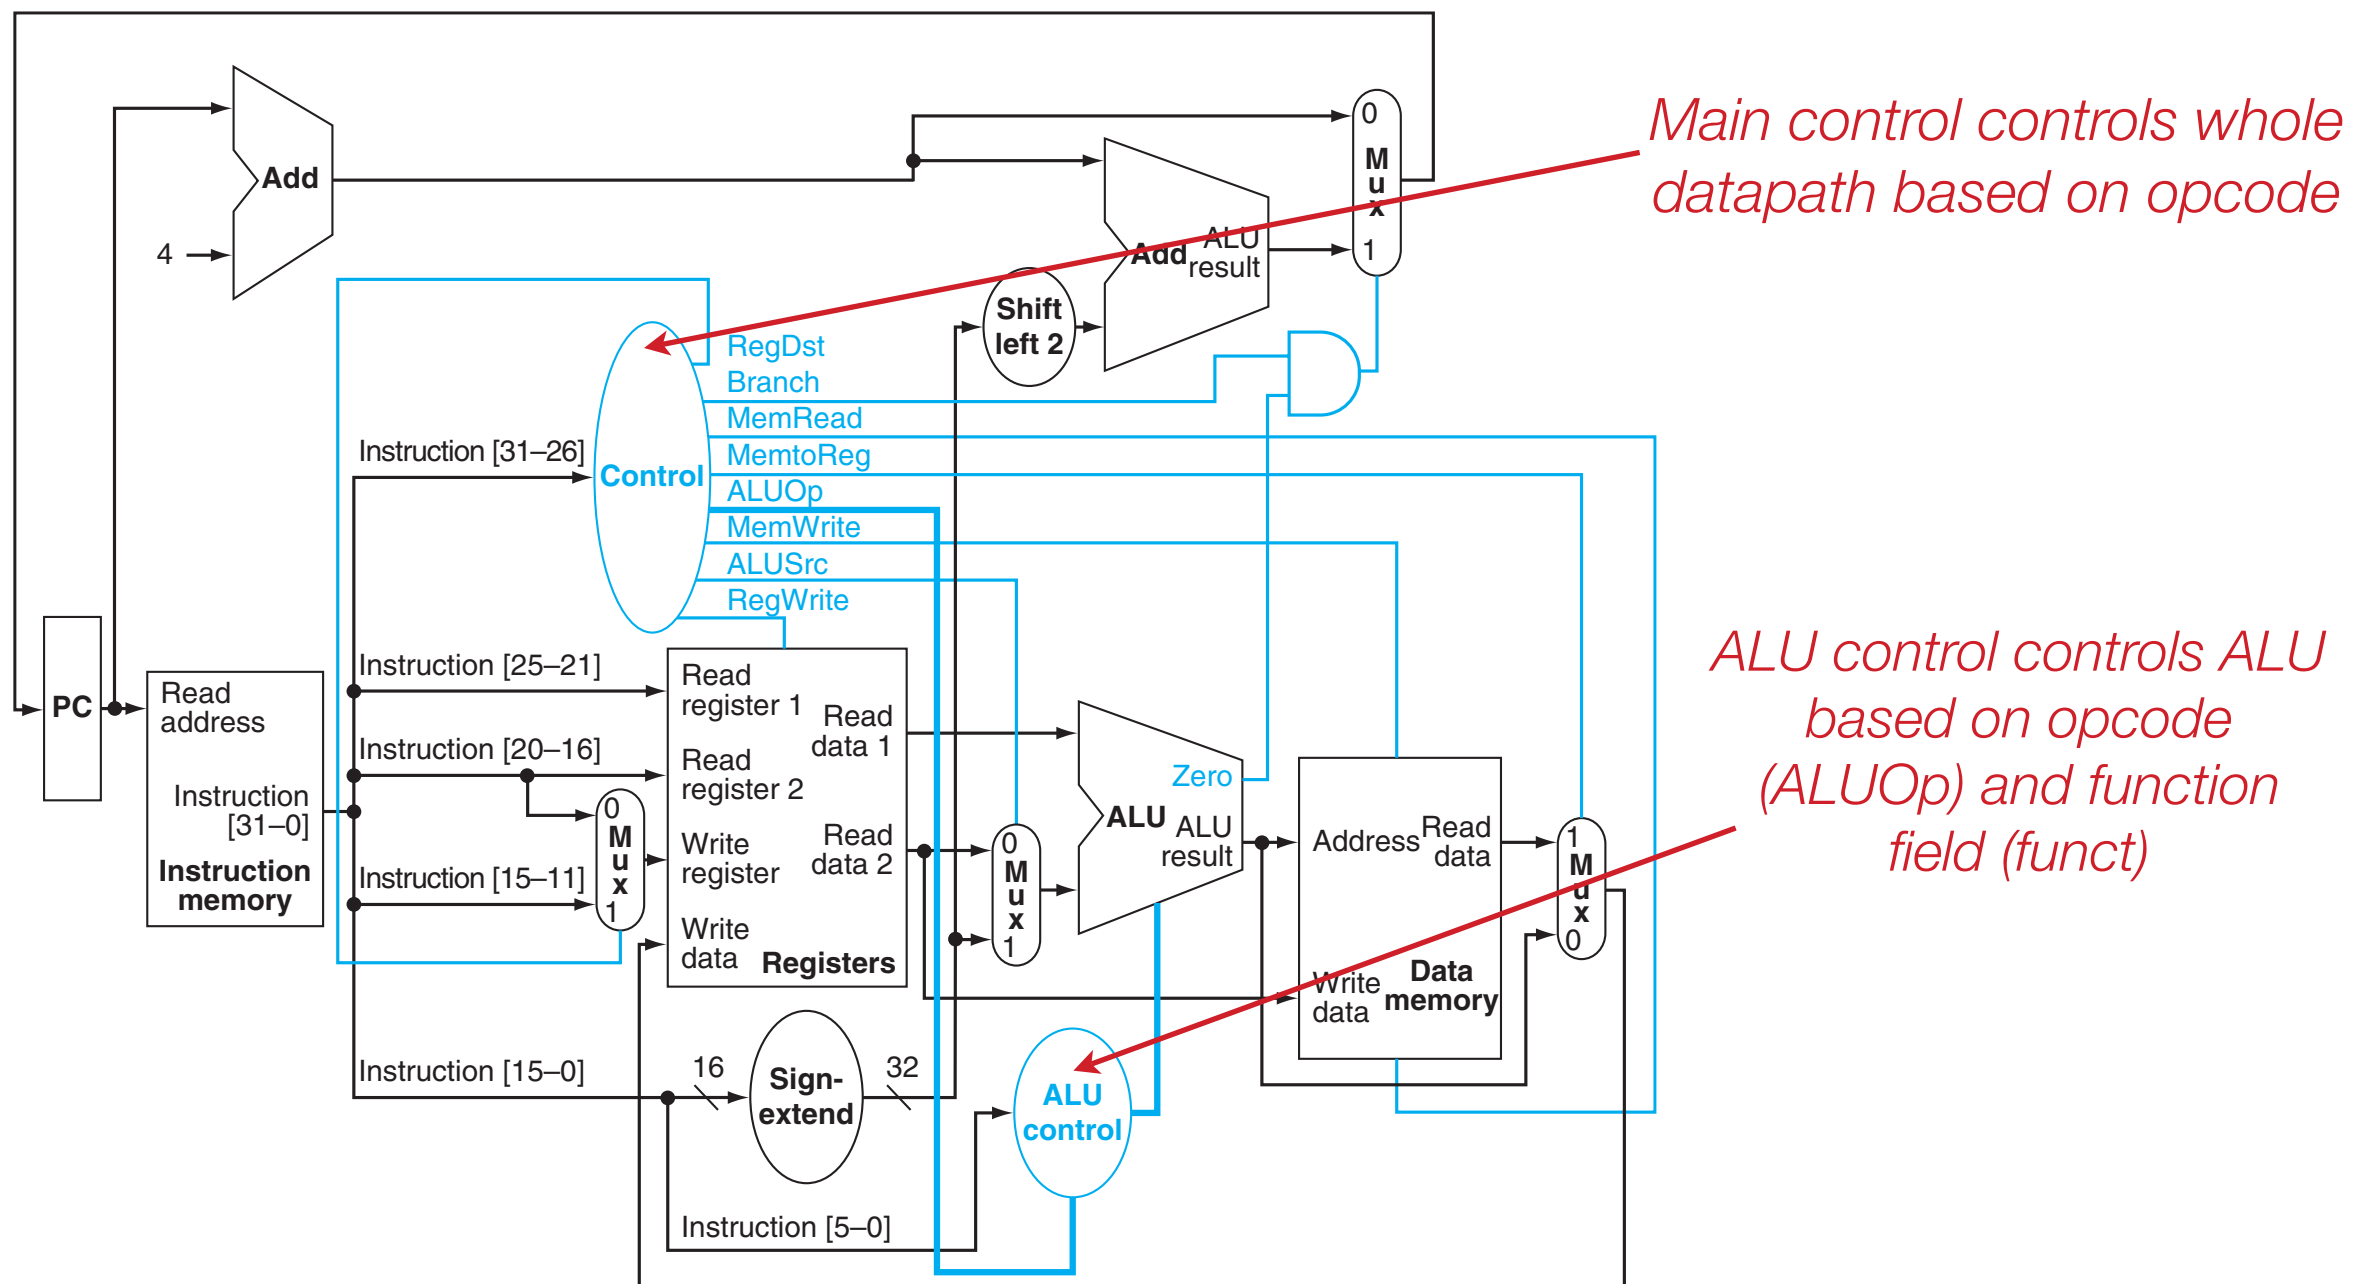 Main control controls whole
datapath based on opcode
0
M
u
x
1
Add
4
Add
ALU
result
Shift
left 2
RegDst
Branch
MemRead
MemtoReg
ALUOp
MemWrite
ALUSrc
RegWrite
Instruction [31–26]
Control
ALU control controls ALU
based on opcode
(ALUOp) and function
field (funct)
PC
Read
address
Instruction
[31–0]
Instruction
memory
Instruction [25–21]
Instruction [20–16]
Instruction [15–11]
0
M
u
x
1
Read
register 1
Read
register 2
Write
register
Write
data
Read
data 1
Read
data 2
Registers
0
M
u
x
1
Zero
ALU
ALU
result
Address
Read
data
Write
data
Data
memory
1
M
u
x
0
Instruction [15–0]
16
Sign-
extend
32
ALU
control
Instruction [5–0]